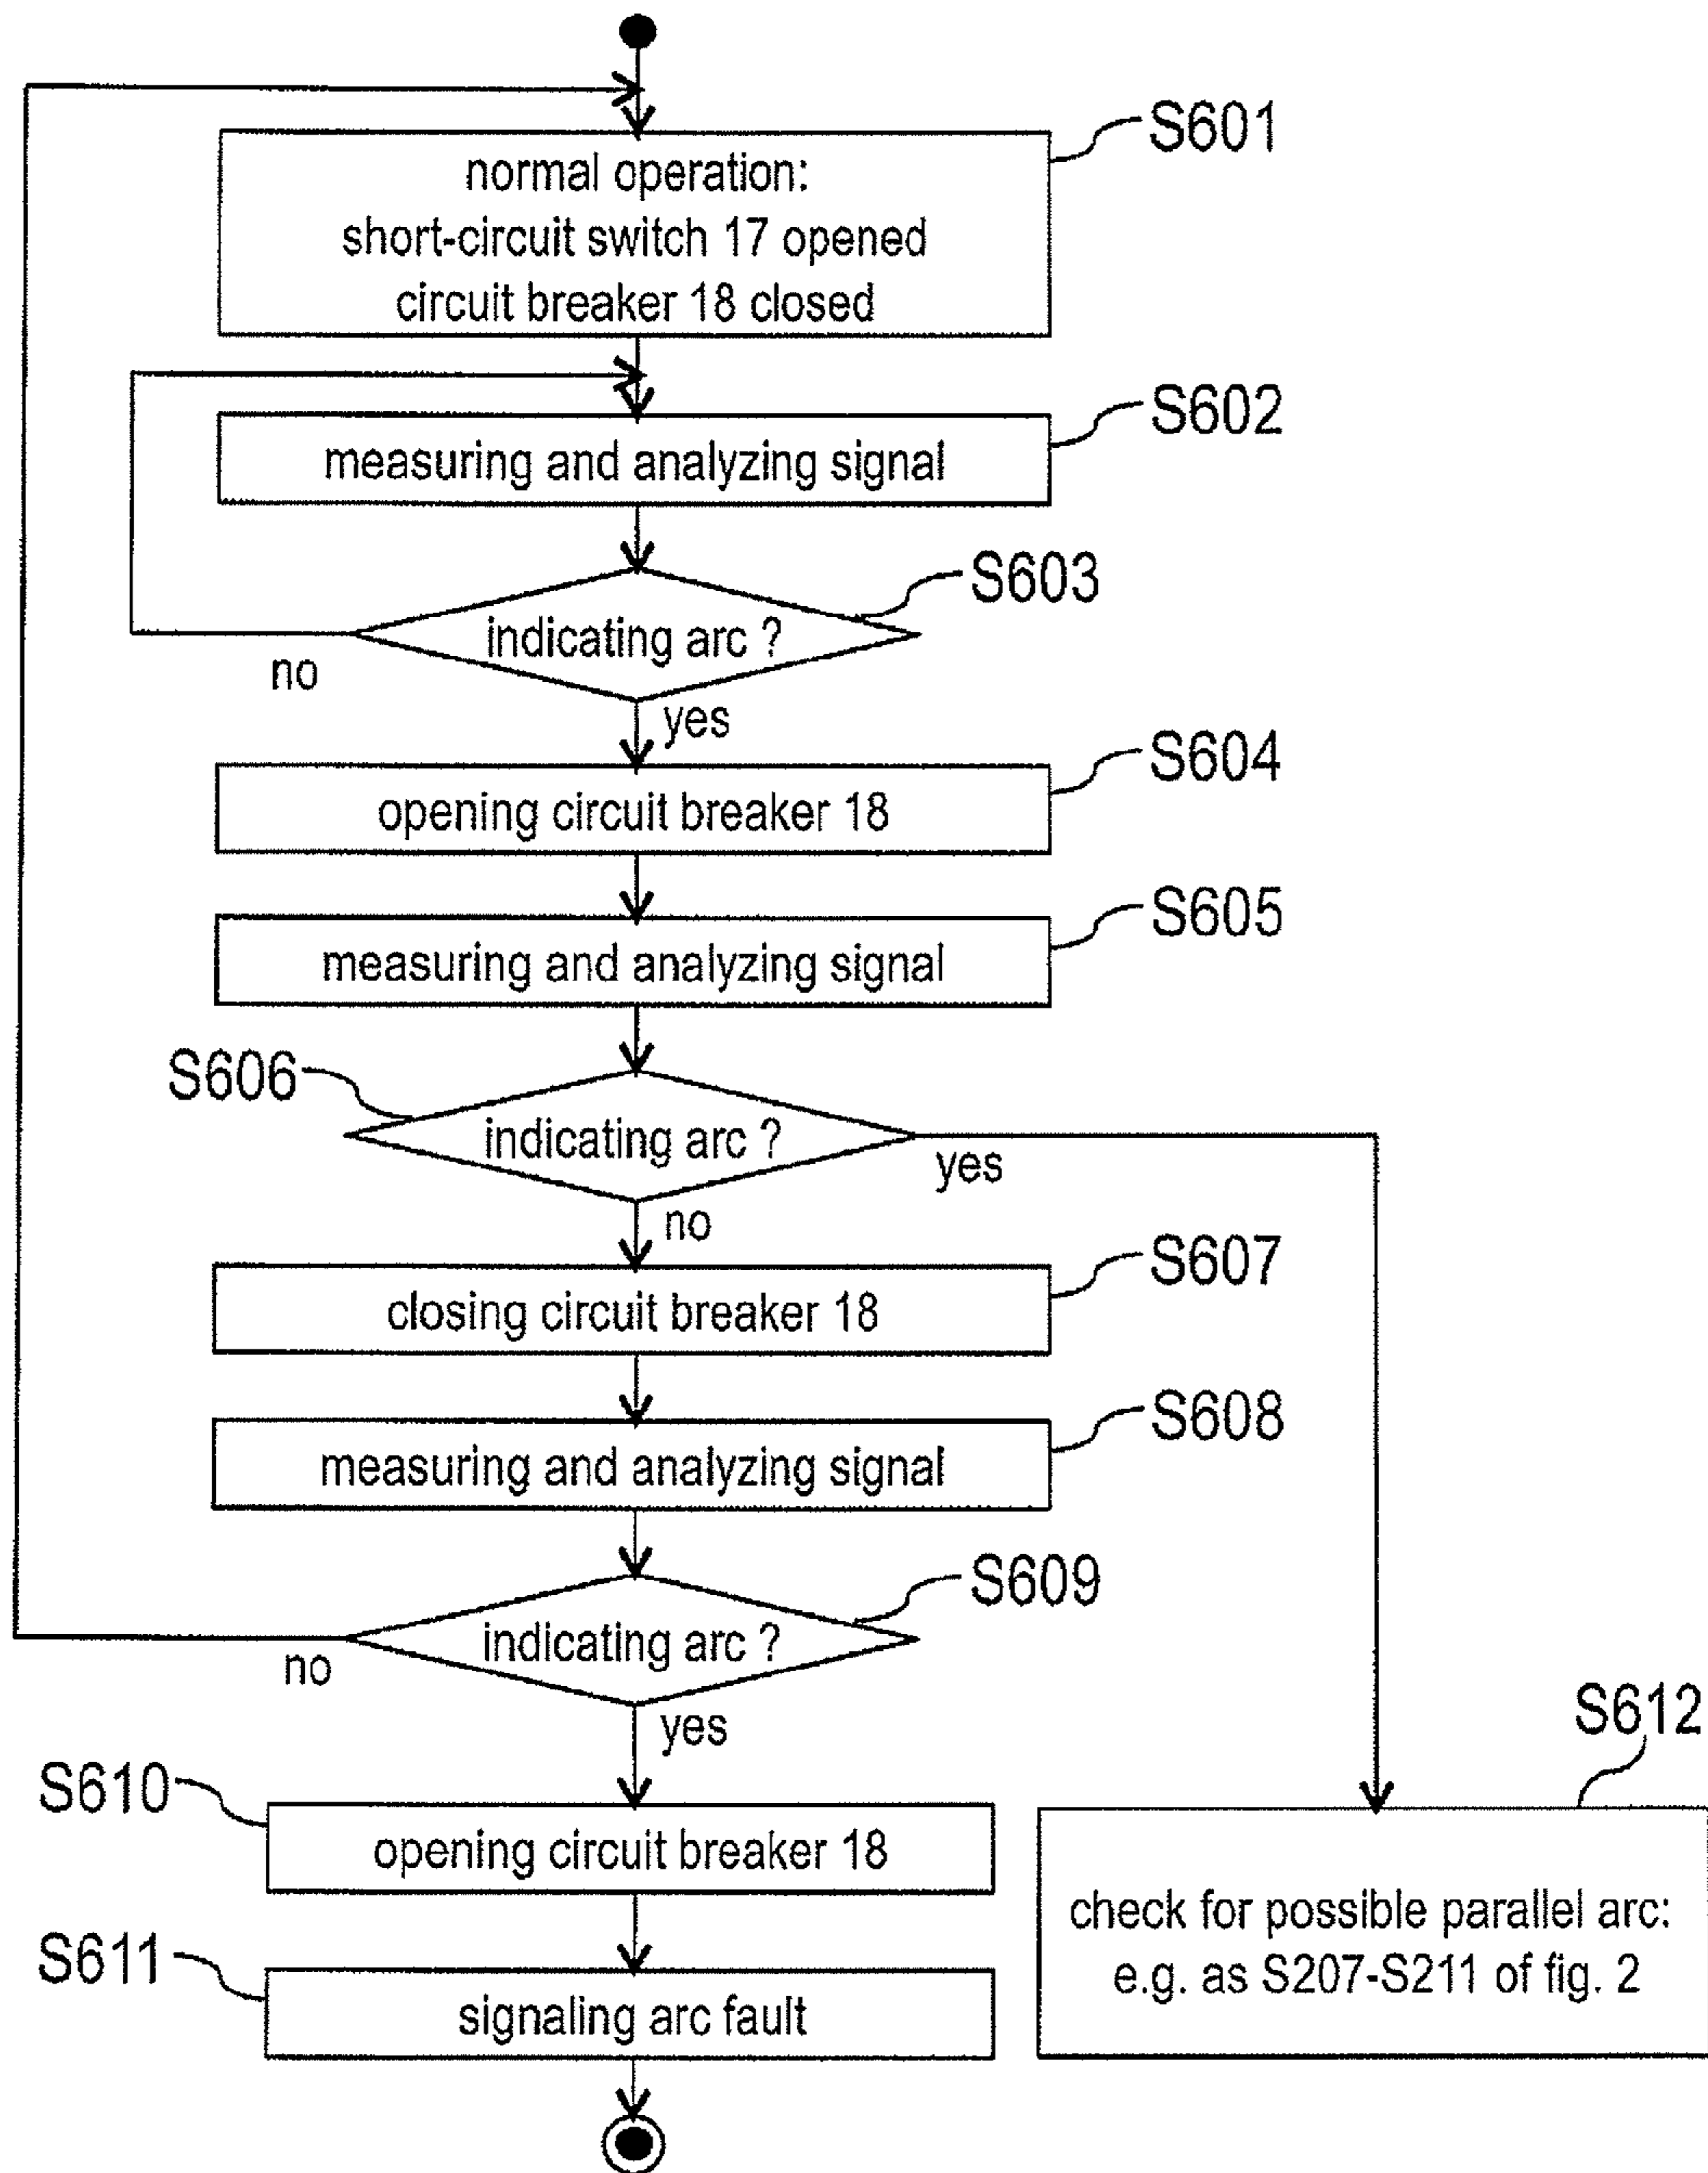 S601
normal operation:
short-circuit switch 17 opened
circuit breaker 18 closed
S602
measuring and analyzing signal
S603
indicating arc ?
no
yes
S604
opening circuit breaker 18
S605
measuring and analyzing signal
S606
indicating arc ?
yes
no
S607
closing circuit breaker 18
S608
measuring and analyzing signal
S609
indicating arc ?
no
yes
S610
opening circuit breaker 18
S611
signaling arc fault
S612
check for possible parallel arc:
e.g. as S207-S211 of fig. 2